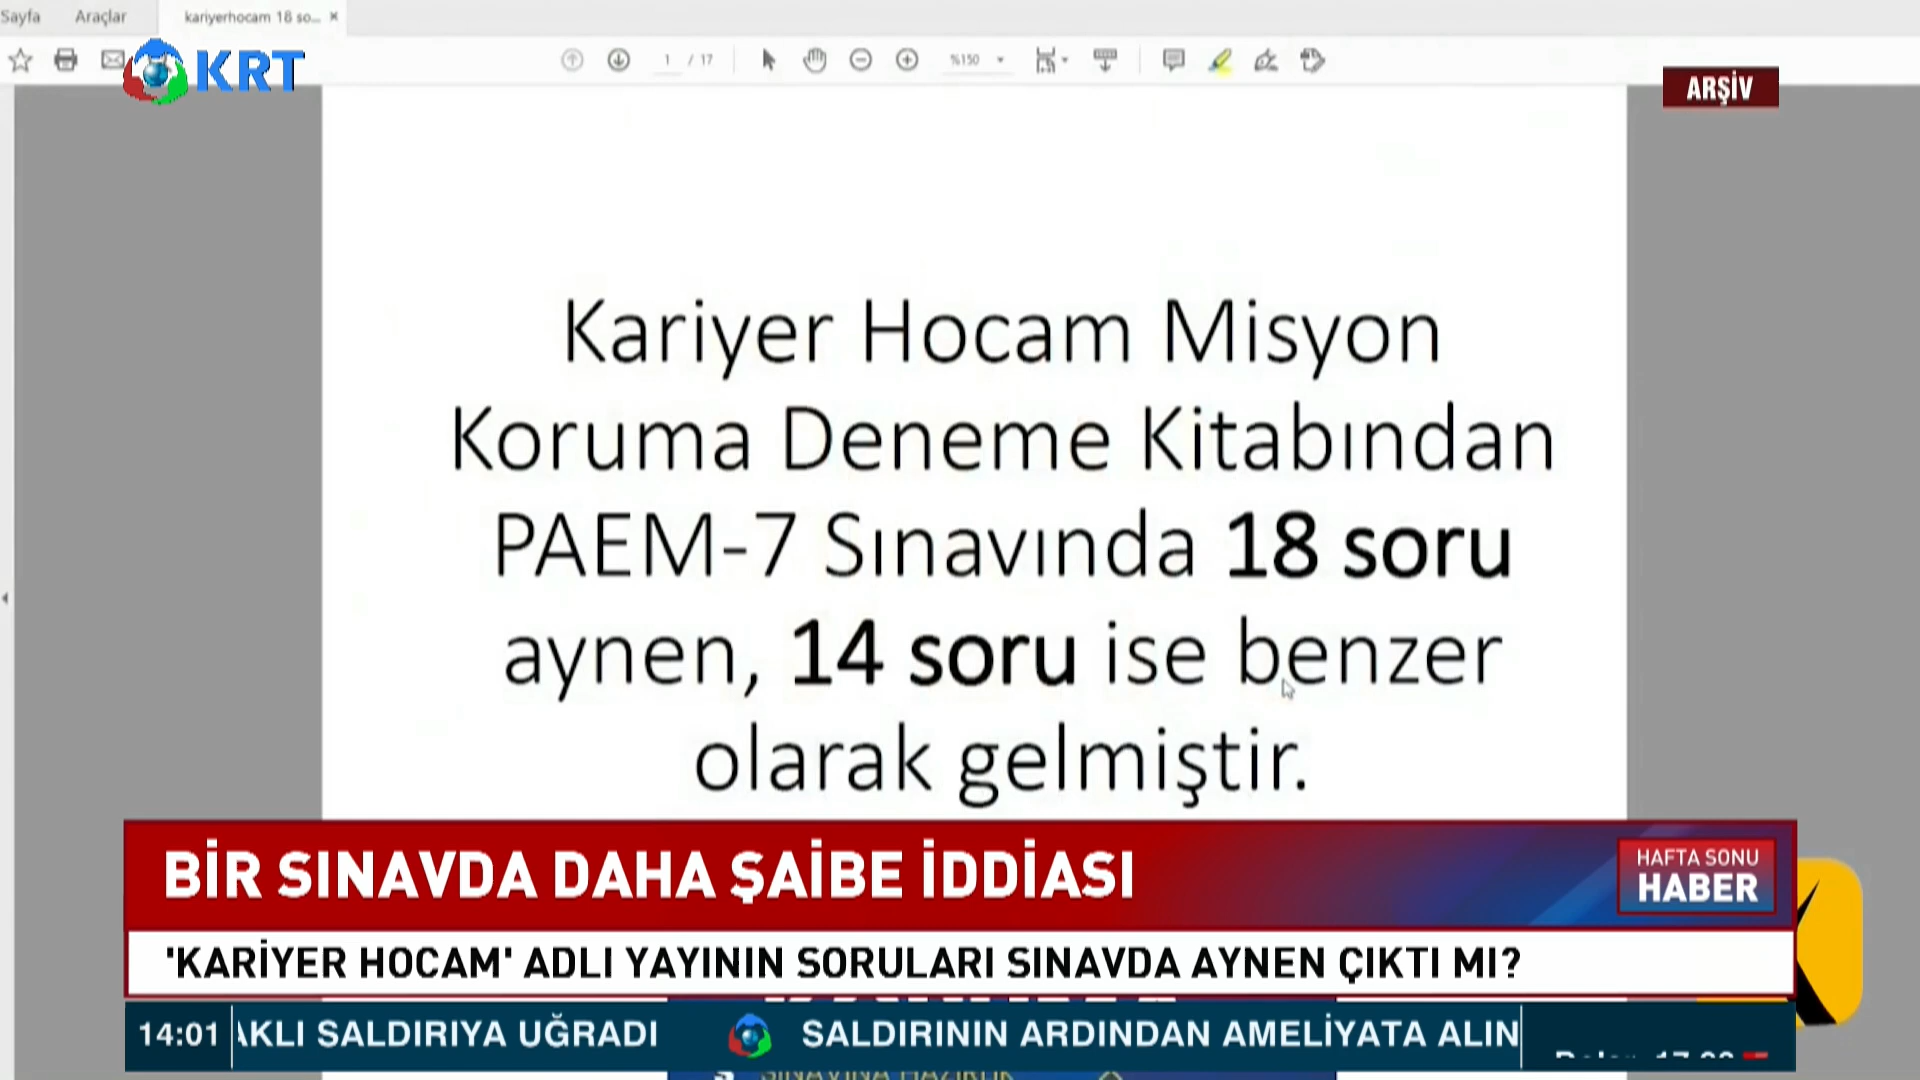 Sayfa Araçlar kariyerhocam 18 so... ×
KRT
1 / 17
%150
ARŞİV
Kariyer Hocam Misyon
Koruma Deneme Kitabından
PAEM-7 Sınavında 18 soru
aynen, 14 soru ise benzer
olarak gelmiştir.
BİR SINAVDA DAHA ŞAİBE İDDİASI
HAFTA SONU
HABER
'KARİYER HOCAM' ADLI YAYININ SORULARI SINAVDA AYNEN ÇIKTI MI?
14:01 AKLI SALDIRIYA UĞRADI SALDIRININ ARDINDAN AMELİYATA ALIN
SINAVINA HAZIRLIK